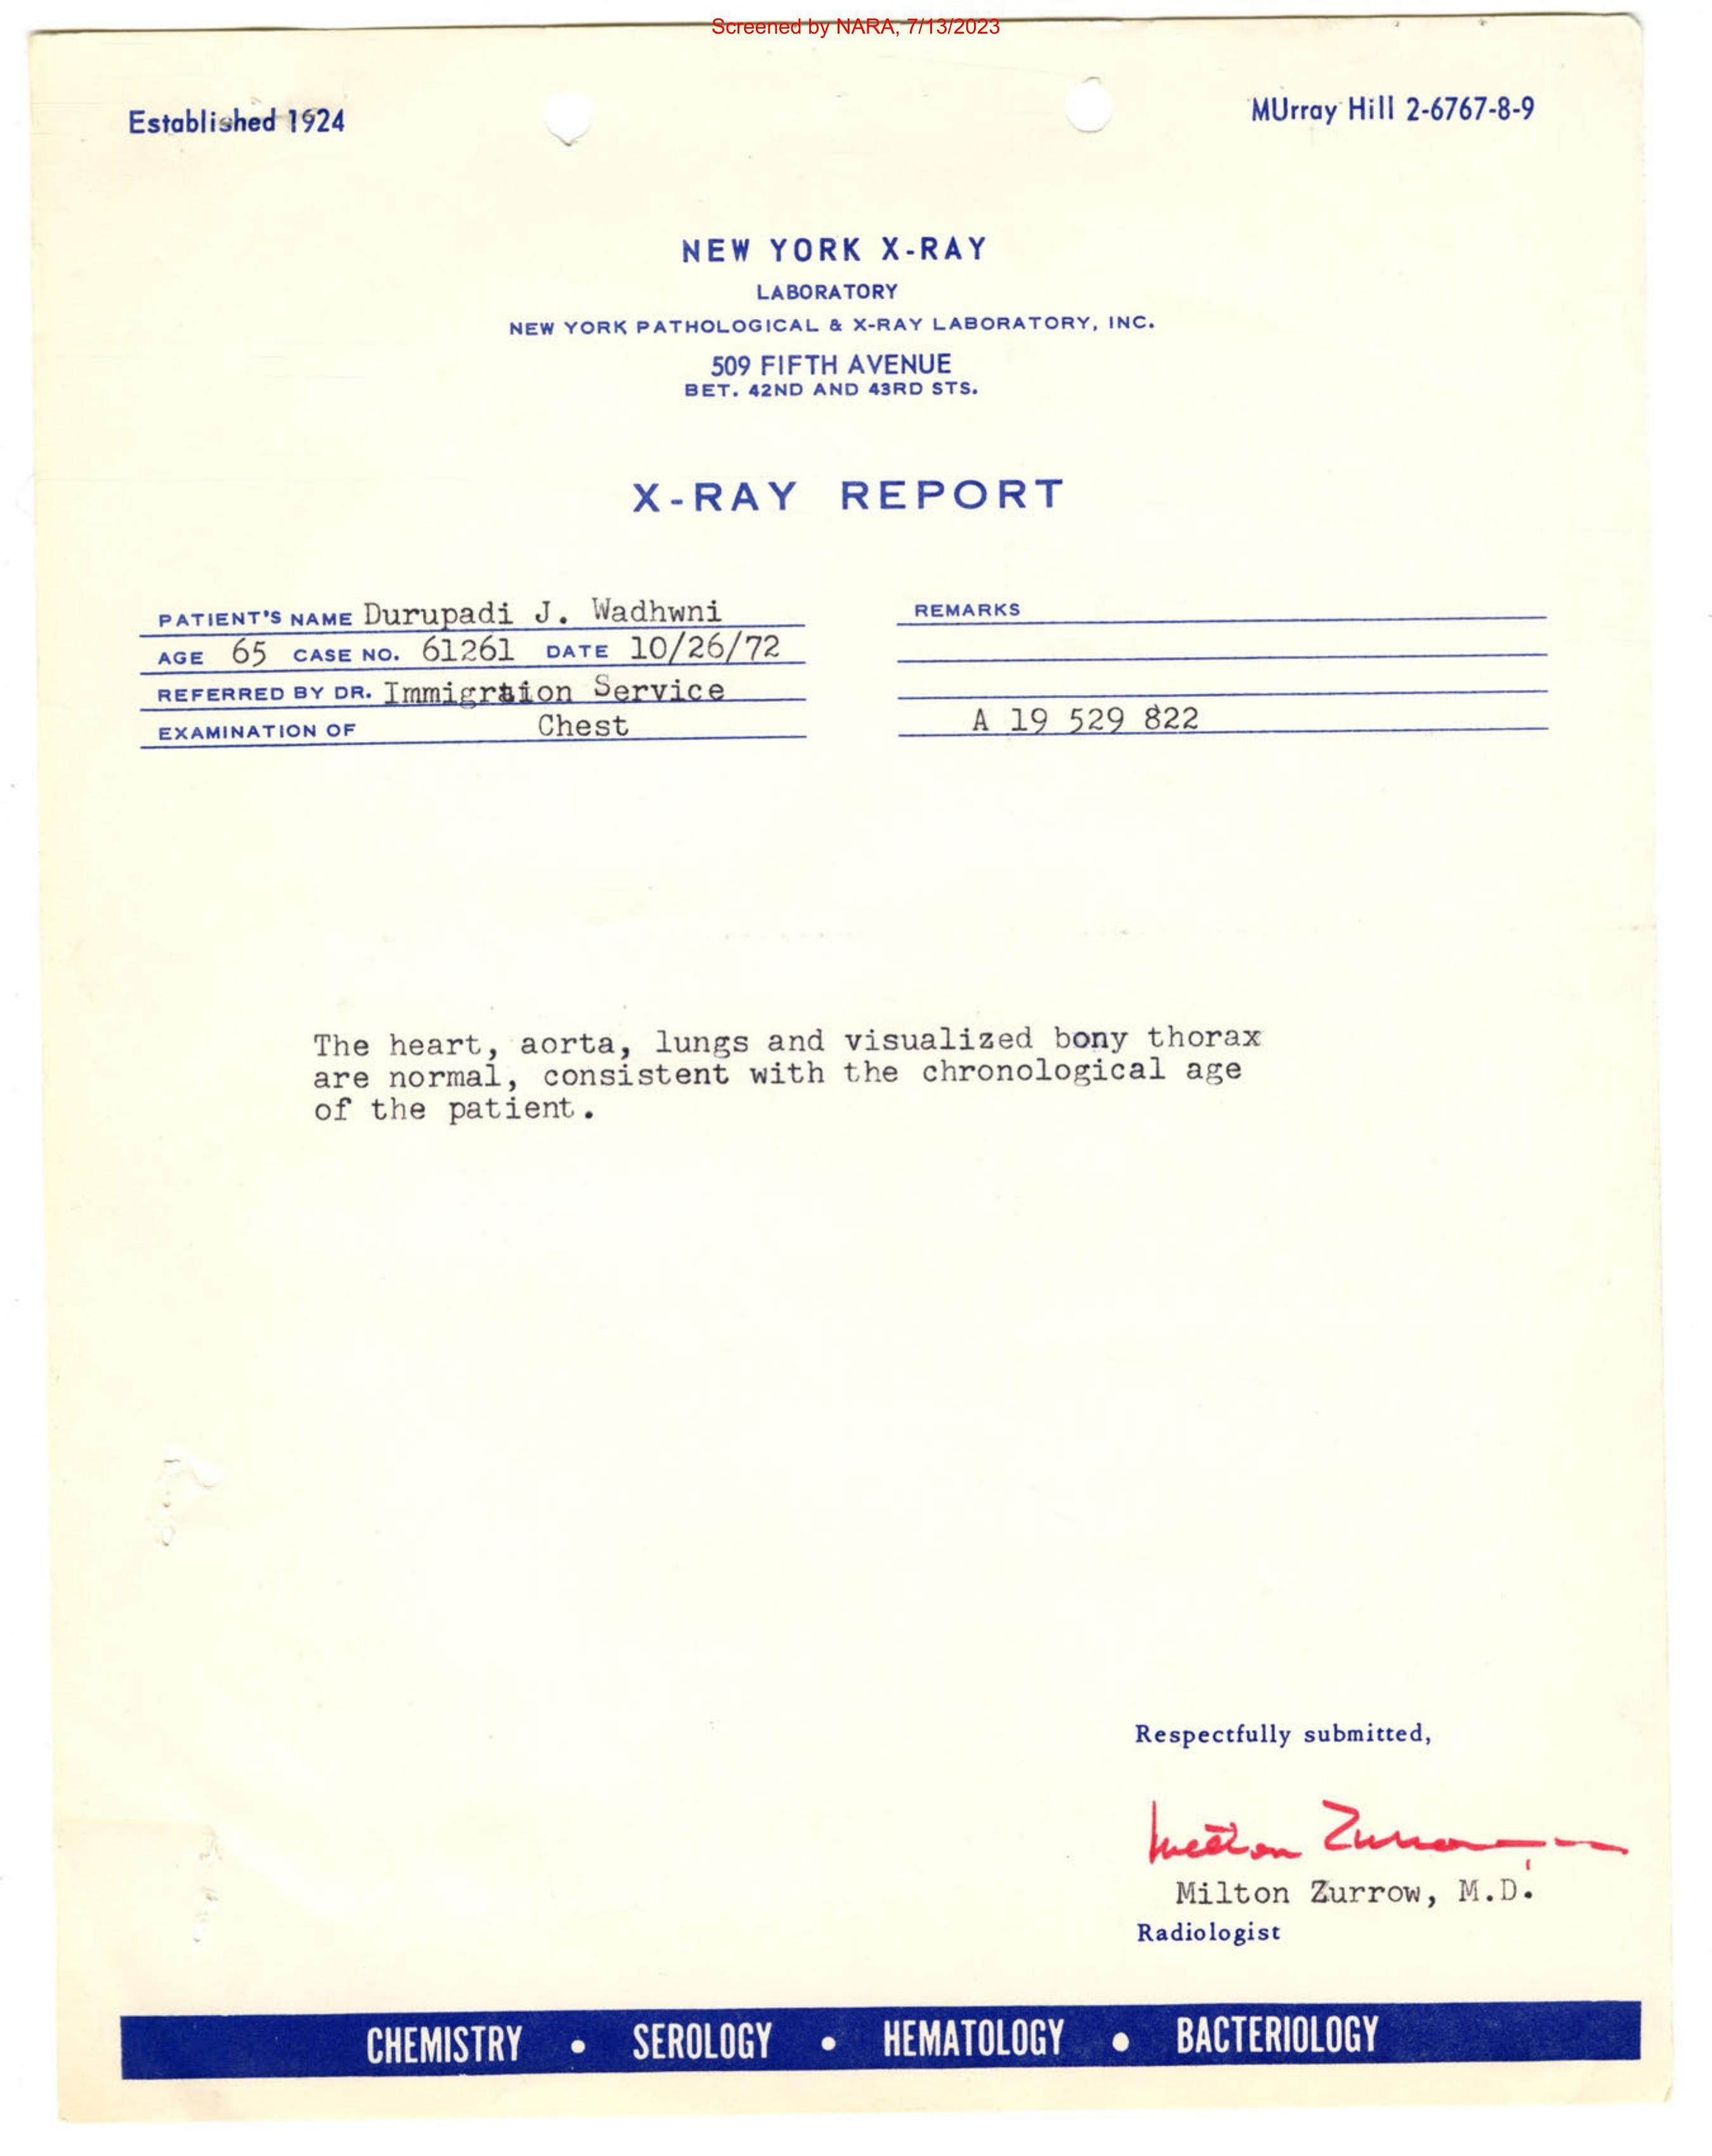 Screened by NARA, 7/13/2023
Established 1924
MUrray Hill 2-6767-8-9
NEW YORK X-RAY
LABORATORY
NEW YORK PATHOLOGICAL & X-RAY LABORATORY, INC.
509 FIFTH AVENUE
BET. 42ND AND 43RD STS.
X-RAY REPORT
PATIENT'S NAME Durupadi J. Wadhwni
AGE 65 CASE NO. 61261 DATE 10/26/72
REFERRED BY DR. Immigration Service
EXAMINATION OF Chest
REMARKS
A 19 529 822
The heart, aorta, lungs and visualized bony thorax
are normal, consistent with the chronological age
of the patient.
Respectfully submitted,
Milton Zurrow
Milton Zurrow, M.D.
Radiologist
CHEMISTRY • SEROLOGY • HEMATOLOGY • BACTERIOLOGY